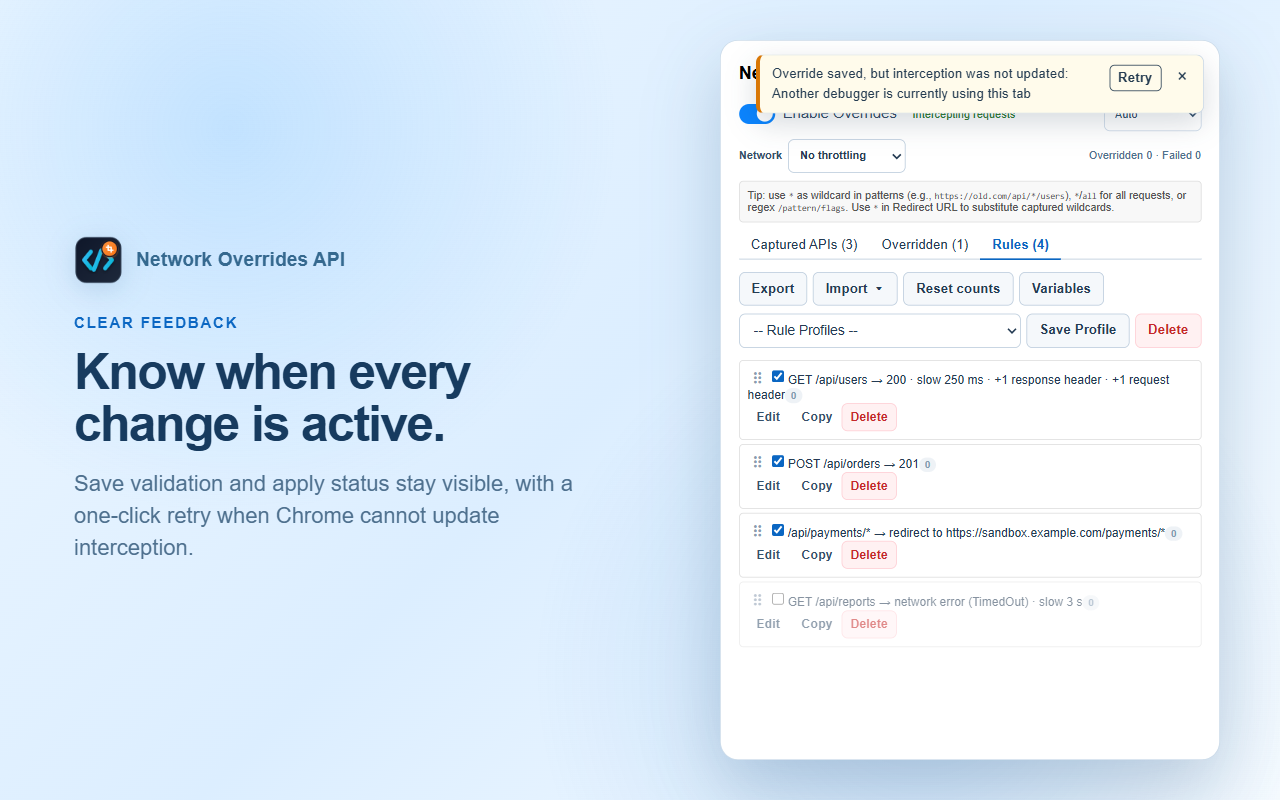 Network Overrides API
CLEAR FEEDBACK
Know when every
change is active.
Save validation and apply status stay visible, with a
one-click retry when Chrome cannot update
interception.
Ne
Override saved, but interception was not updated:
Another debugger is currently using this tab
Retry ×
Enable Overrides Intercepting requests Auto
Network No throttling Overridden 0 · Failed 0
Tip: use * as wildcard in patterns (e.g., https://old.com/api/*/users), */all for all requests, or
regex /pattern/flags. Use * in Redirect URL to substitute captured wildcards.
Captured APIs (3) Overridden (1) Rules (4)
Export Import Reset counts Variables
-- Rule Profiles -- Save Profile Delete
GET /api/users → 200 · slow 250 ms · +1 response header · +1 request
header 0
Edit Copy Delete
POST /api/orders → 201 0
Edit Copy Delete
/api/payments/* → redirect to https://sandbox.example.com/payments/* 0
Edit Copy Delete
GET /api/reports → network error (TimedOut) · slow 3 s 0
Edit Copy Delete